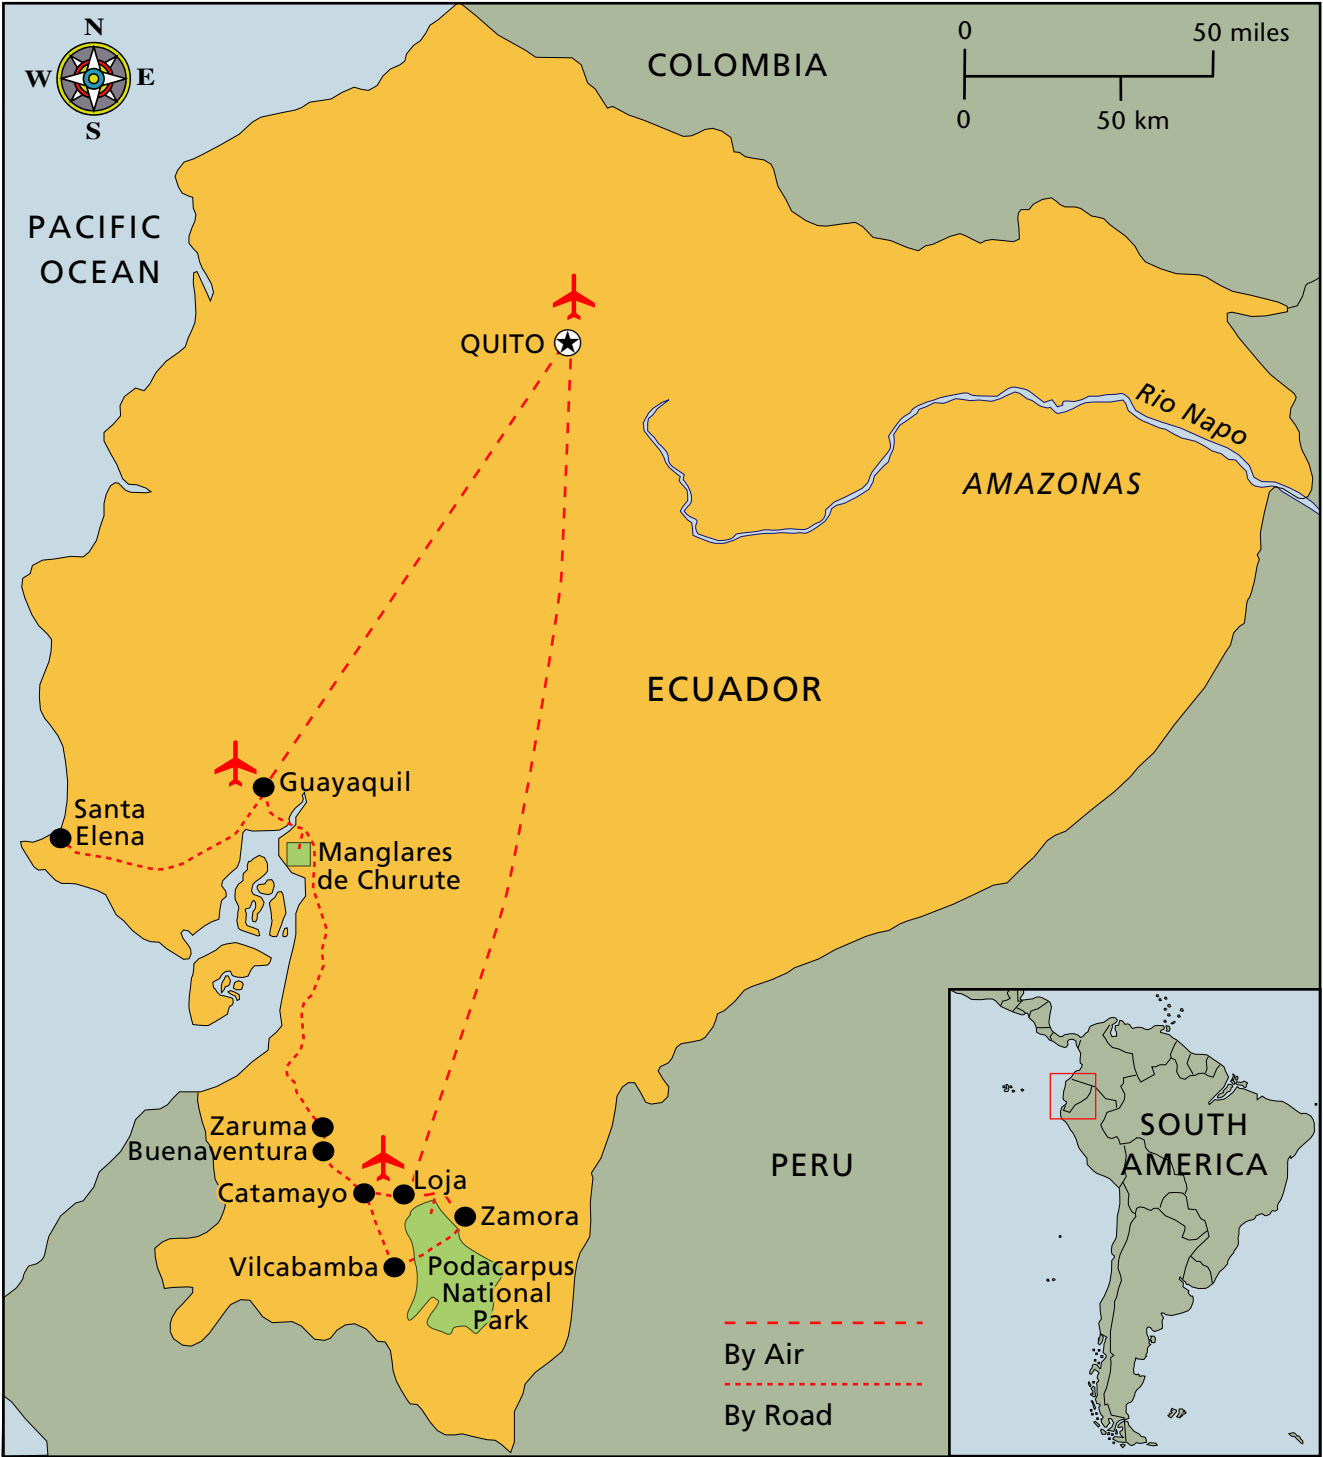 N
W E
S
COLOMBIA
0 50 miles
0 50 km
PACIFIC
OCEAN
QUITO
Rio Napo
AMAZONAS
ECUADOR
Guayaquil
Santa
Elena
Manglares
de Churute
Zaruma
Buenaventura
Catamayo
Loja
Zamora
Vilcabamba
Podacarpus
National
Park
PERU
By Air
By Road
SOUTH
AMERICA